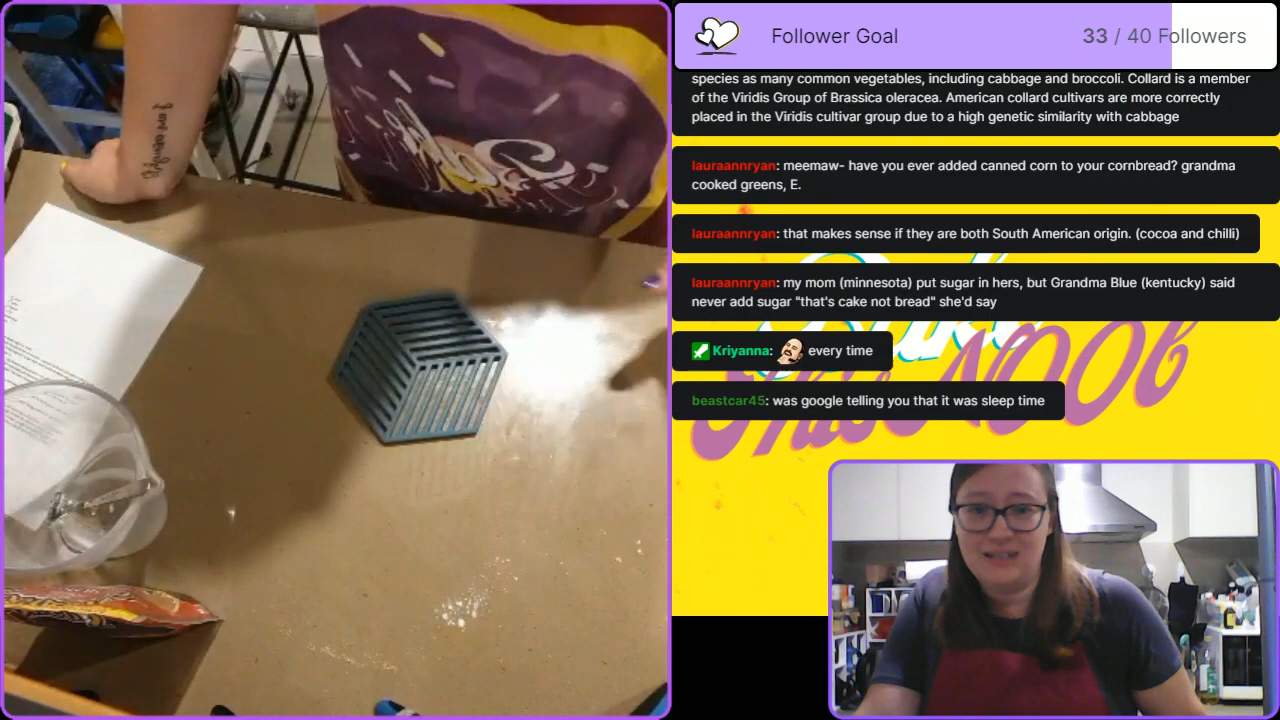 Follower Goal 33 / 40 Followers
species as many common vegetables, including cabbage and broccoli. Collard is a member
of the Viridis Group of Brassica oleracea. American collard cultivars are more correctly
placed in the Viridis cultivar group due to a high genetic similarity with cabbage
lauraannryan: meemaw- have you ever added canned corn to your cornbread? grandma
cooked greens, E.
lauraannryan: that makes sense if they are both South American origin. (cocoa and chilli)
lauraannryan: my mom (minnesota) put sugar in hers, but Grandma Blue (kentucky) said
never add sugar "that's cake not bread" she'd say
Kriyanna: every time
beastcar45: was google telling you that it was sleep time
this NOOb